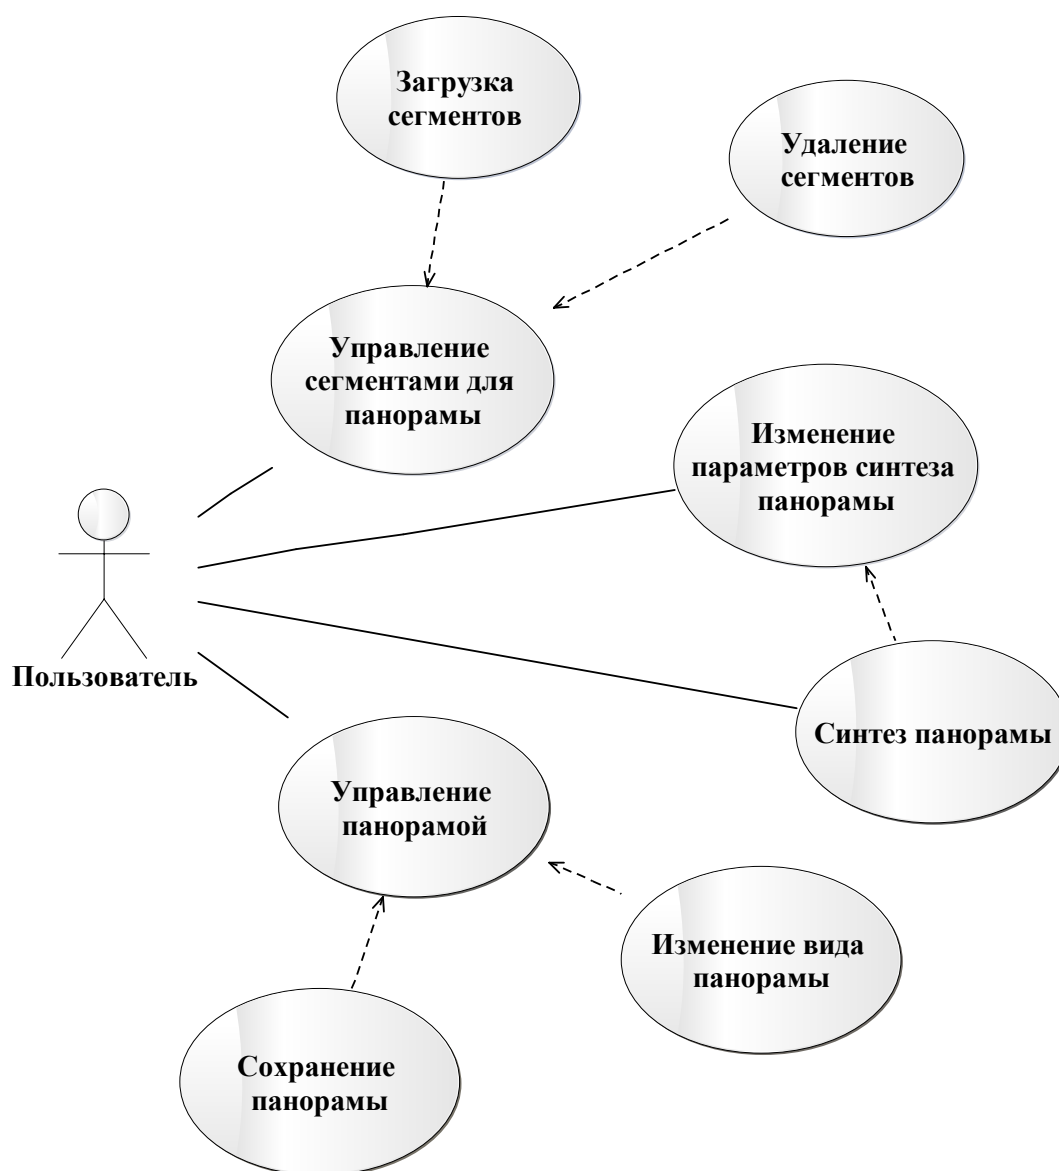 Загрузка
сегментов
Удаление
сегментов
Управление
сегментами для
панорамы
Изменение
параметров синтеза
панорамы
Пользователь
Синтез панорамы
Управление
панорамой
Изменение вида
панорамы
Сохранение
панорамы